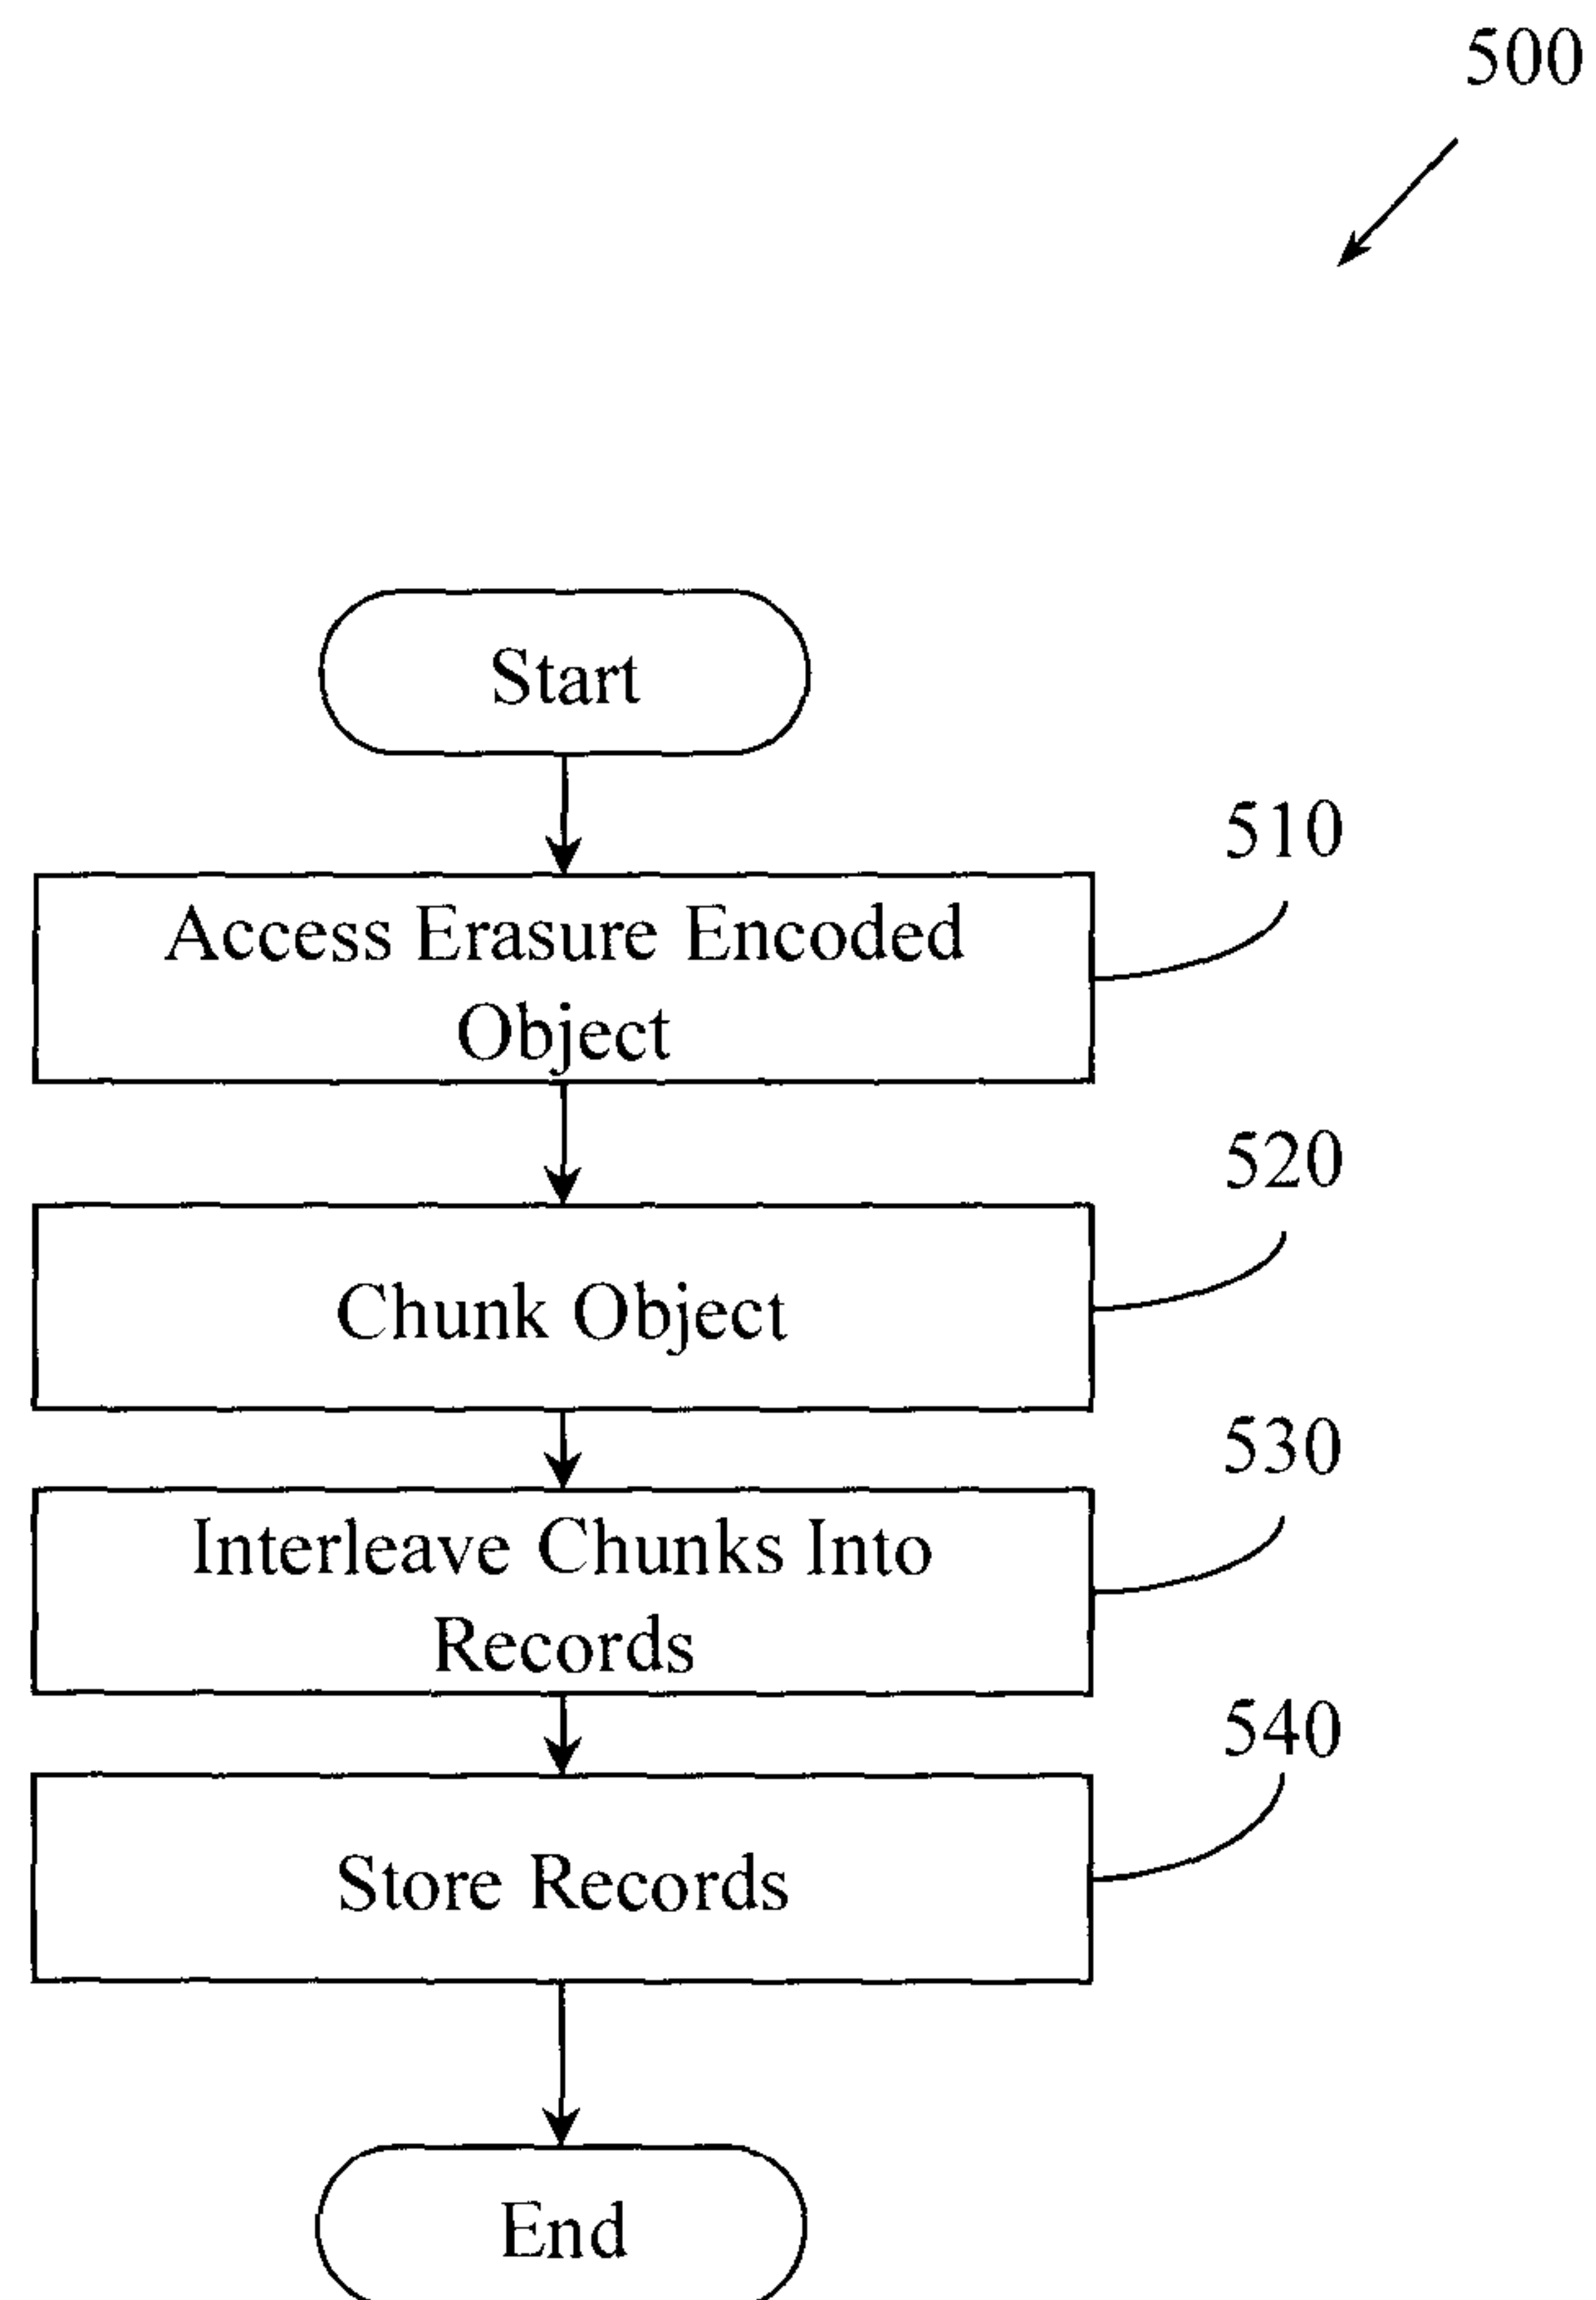 500
Start
510
Access Erasure Encoded
Object
520
Chunk Object
530
Interleave Chunks Into
Records
540
Store Records
End